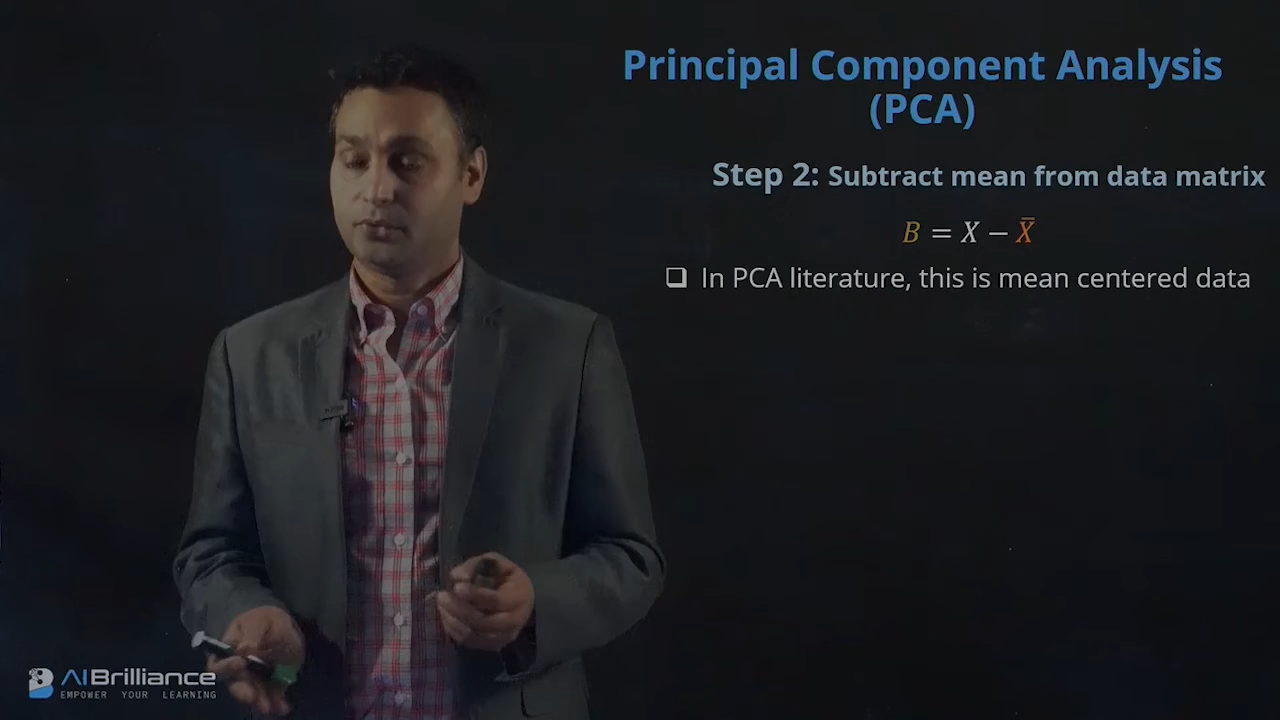 Principal Component Analysis
(PCA)
Step 2: Subtract mean from data matrix
B = X − X̄
❑ In PCA literature, this is mean centered data
AIBrilliance
EMPOWER YOUR LEARNING